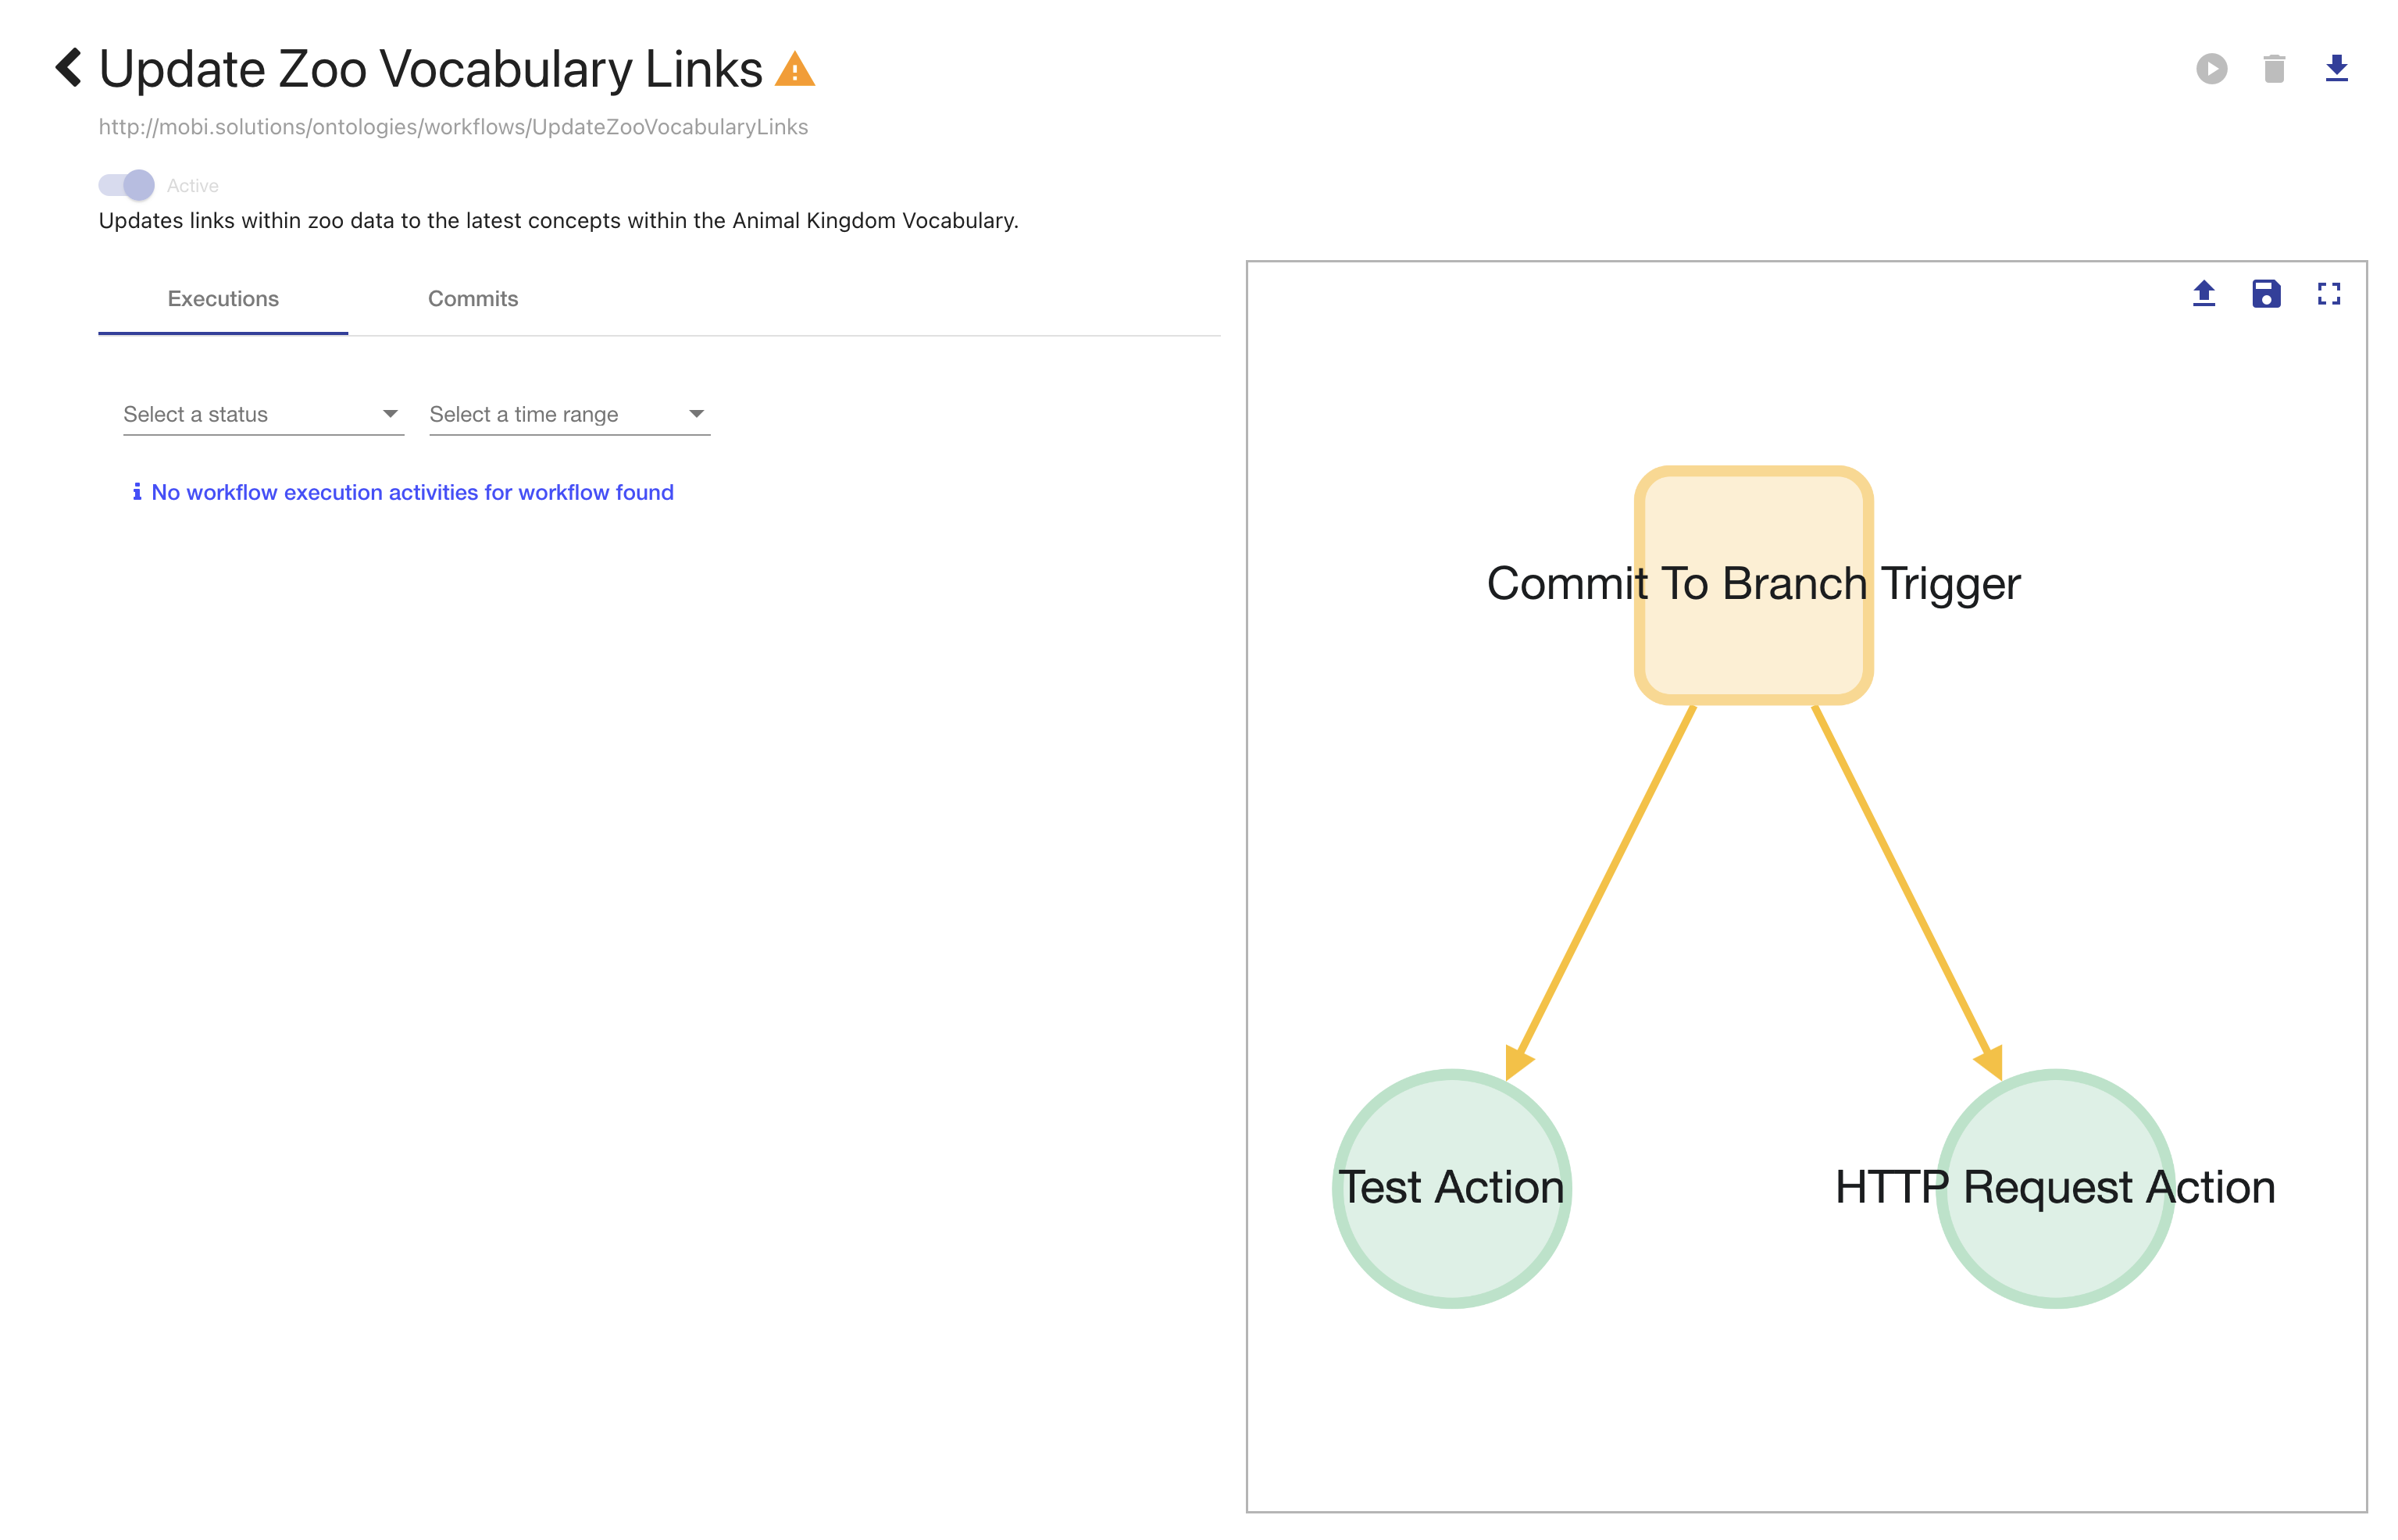 Update Zoo Vocabulary Links
http://mobi.solutions/ontologies/workflows/UpdateZooVocabularyLinks
Active
Updates links within zoo data to the latest concepts within the Animal Kingdom Vocabulary.
Executions
Commits
Select a status
Select a time range
No workflow execution activities for workflow found
Commit To Branch Trigger
Test Action
HTTP Request Action